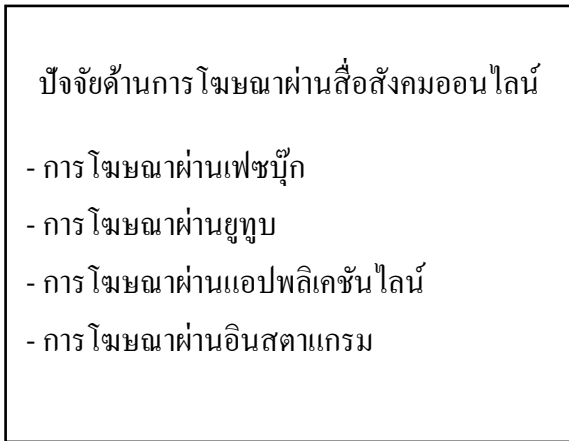 ปัจจัยด้านการโฆษณาผ่านสื่อสังคมออนไลน์
- การโฆษณาผ่านเฟซบุ๊ก
- การโฆษณาผ่านยูทูบ
- การโฆษณาผ่านแอปพลิเคชันไลน์
- การโฆษณาผ่านอินสตาแกรม